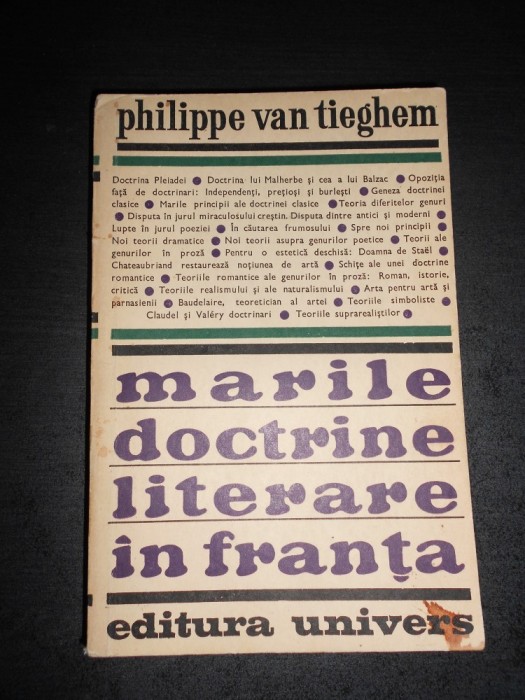 philippe van tieghem
Doctrina Pleiadei ● Doctrina lui Malherbe și cea a lui Balzac ● Opoziția
față de doctrinari: Independenți, prețioși și burlești ● Geneza doctrinei
clasice ● Marile principii ale doctrinei clasice ● Teoria diferitelor genuri
● Disputa în jurul miraculosului creștin. Disputa dintre antici și moderni ●
Lupte în jurul poeziei ● În căutarea frumosului ● Spre noi principii ●
Noi teorii dramatice ● Noi teorii asupra genurilor poetice ● Teorii ale
genurilor în proză ● Pentru o estetică deschisă: Doamna de Staël ●
Chateaubriand restaurează noțiunea de artă ● Schițe ale unei doctrine
romantice ● Teoriile romantice ale genurilor în proză: Roman, istorie,
critică ● Teoriile realismului și ale naturalismului ● Arta pentru artă și
parnasienii ● Baudelaire, teoretician al artei ● Teoriile simboliste ●
Claudel și Valéry doctrinari ● Teoriile suprarealiștilor ●
marile
doctrine
literare
in franța
editura univers